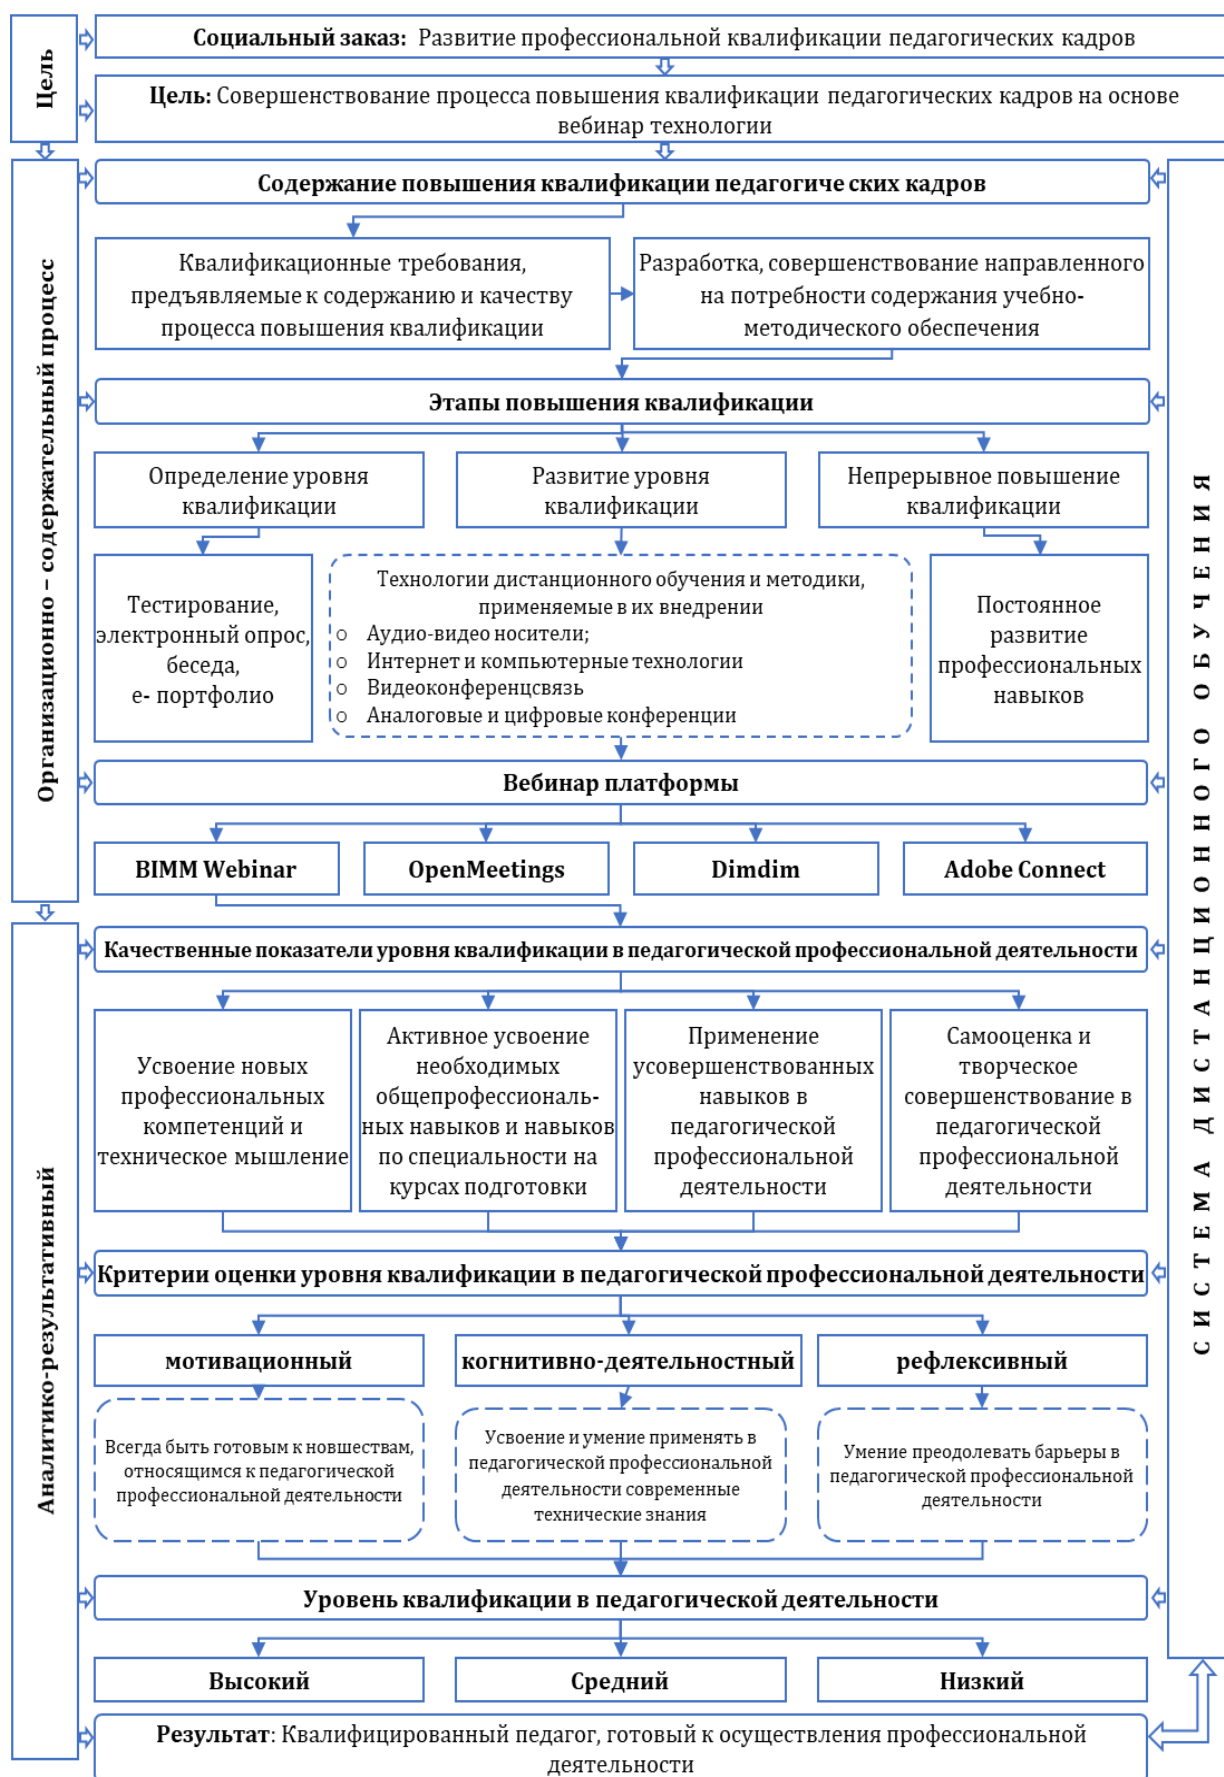 Цель
Социальный заказ: Развитие профессиональной квалификации педагогических кадров
Цель: Совершенствование процесса повышения квалификации педагогических кадров на основе
вебинар технологии
Организационно – содержательный процесс
Содержание повышения квалификации педагогиче ских кадров
Квалификационные требования,
предъявляемые к содержанию и качеству
процесса повышения квалификации
Разработка, совершенствование направленного
на потребности содержания учебно-
методического обеспечения
Этапы повышения квалификации
Определение уровня
квалификации
Развитие уровня
квалификации
Непрерывное повышение
квалификации
Тестирование,
электронный опрос,
беседа,
е- портфолио
Технологии дистанционного обучения и методики,
применяемые в их внедрении
o Аудио-видео носители;
o Интернет и компьютерные технологии
o Видеоконференцсвязь
o Аналоговые и цифровые конференции
Постоянное
развитие
профессиональных
навыков
Вебинар платформы
BIMM Webinar
OpenMeetings
Dimdim
Adobe Connect
Аналитико-результативный
Качественные показатели уровня квалификации в педагогической профессиональной деятельности
Усвоение новых
профессиональных
компетенций и
техническое мышление
Активное усвоение
необходимых
общепрофессиональ-
ных навыков и навыков
по специальности на
курсах подготовки
Применение
усовершенствованных
навыков в
педагогической
профессиональной
деятельности
Самооценка и
творческое
совершенствование в
педагогической
профессиональной
деятельности
Критерии оценки уровня квалификации в педагогической профессиональной деятельности
мотивационный
когнитивно-деятельностный
рефлексивный
Всегда быть готовым к новшествам,
относящимся к педагогической
профессиональной деятельности
Усвоение и умение применять в
педагогической профессиональной
деятельности современные
технические знания
Умение преодолевать барьеры в
педагогической профессиональной
деятельности
Уровень квалификации в педагогической деятельности
Высокий
Средний
Низкий
Результат: Квалифицированный педагог, готовый к осуществления профессиональной
деятельности
СИСТЕМА ДИСТАНЦИОННОГО ОБУЧЕНИЯ